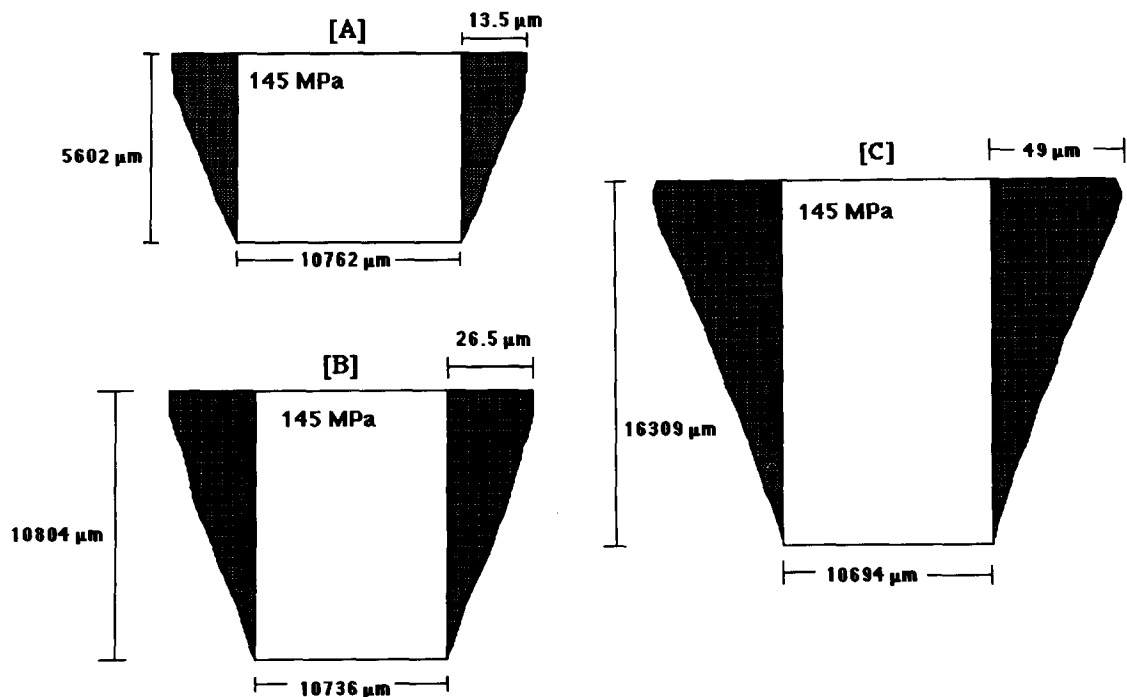 [A]
13.5 µm
145 MPa
5602 µm
10762 µm
[B]
26.5 µm
145 MPa
10804 µm
10736 µm
[C]
49 µm
145 MPa
16309 µm
10694 µm